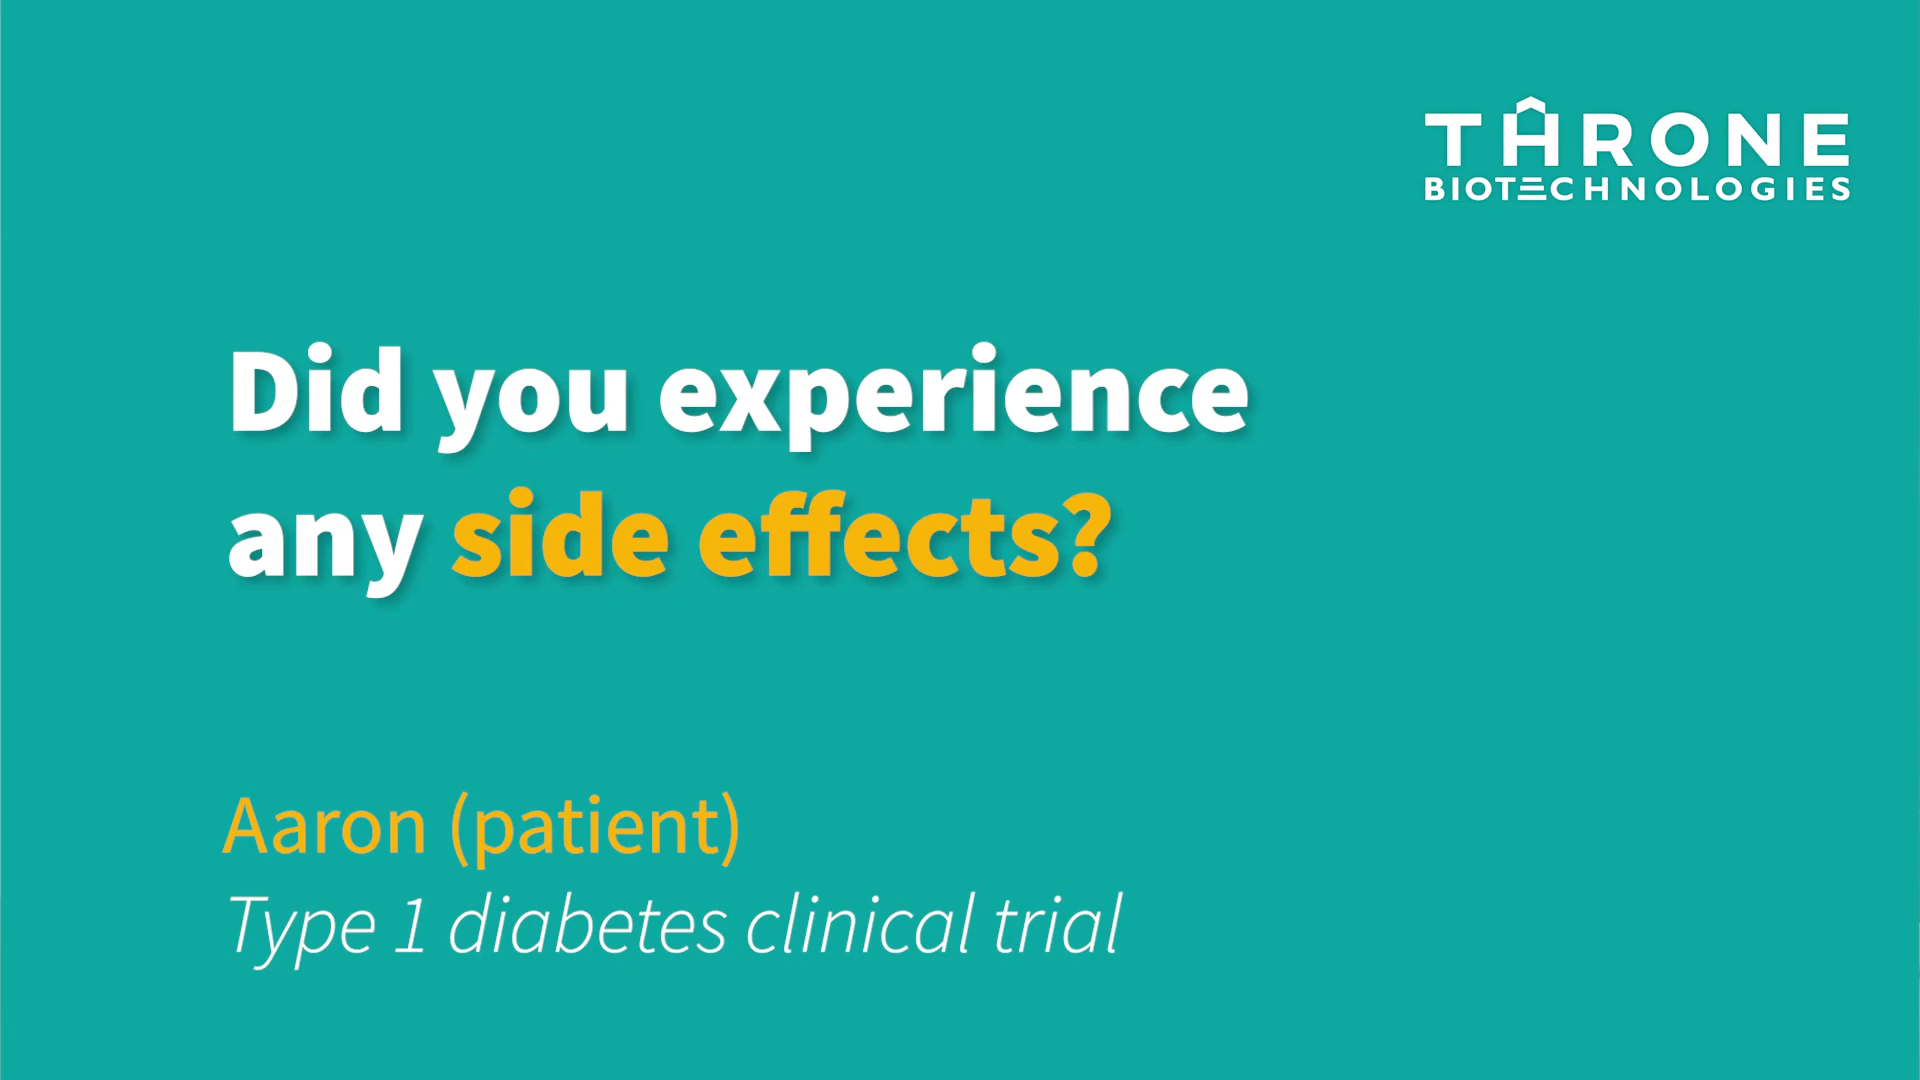 THRONE
BIOTECHNOLOGIES
Did you experience
any side effects?
Aaron (patient)
Type 1 diabetes clinical trial